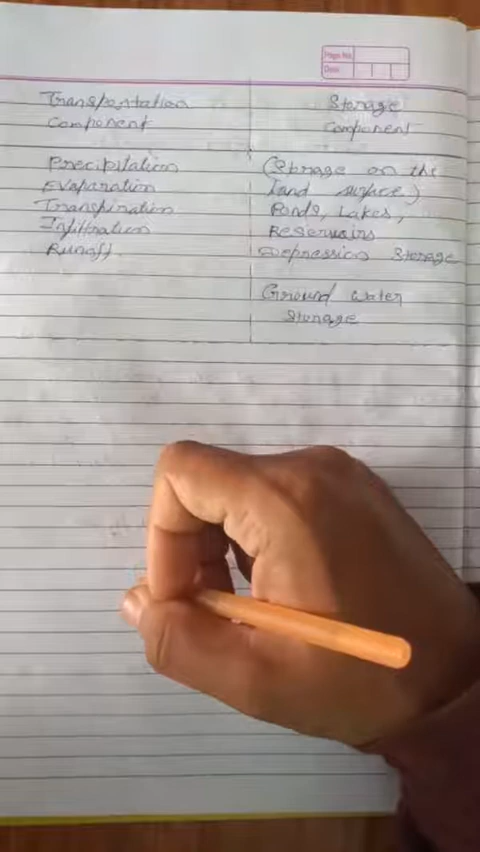 Page No.
Date
Transportation Component
Storage Component
Precipitation
Evaporation
Transpiration
Infiltration
Runoff
(Storage on the
land surface)
Ponds, Lakes,
Reservoirs
Depression Storage
Ground water
Storage